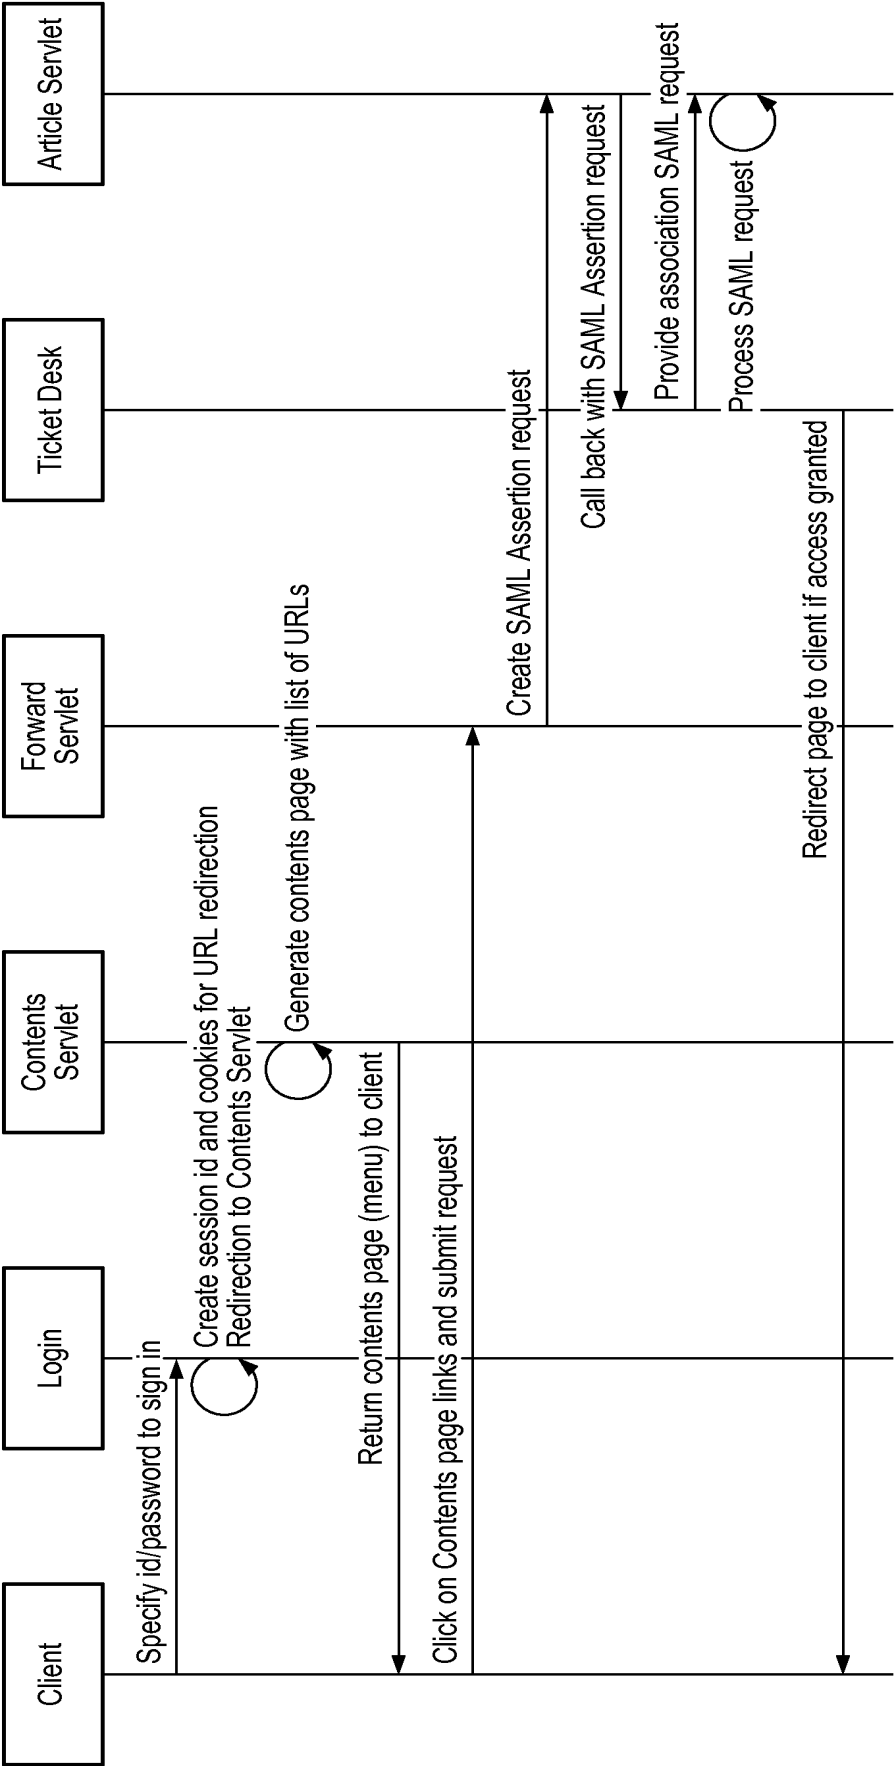 Client
Login
Contents
Servlet
Forward
Servlet
Ticket Desk
Article Servlet
Specify id/password to sign in
Create session id and cookies for URL redirection
Redirection to Contents Servlet
Generate contents page with list of URLs
Return contents page (menu) to client
Click on Contents page links and submit request
Create SAML Assertion request
Call back with SAML Assertion request
Provide association SAML request
Process SAML request
Redirect page to client if access granted